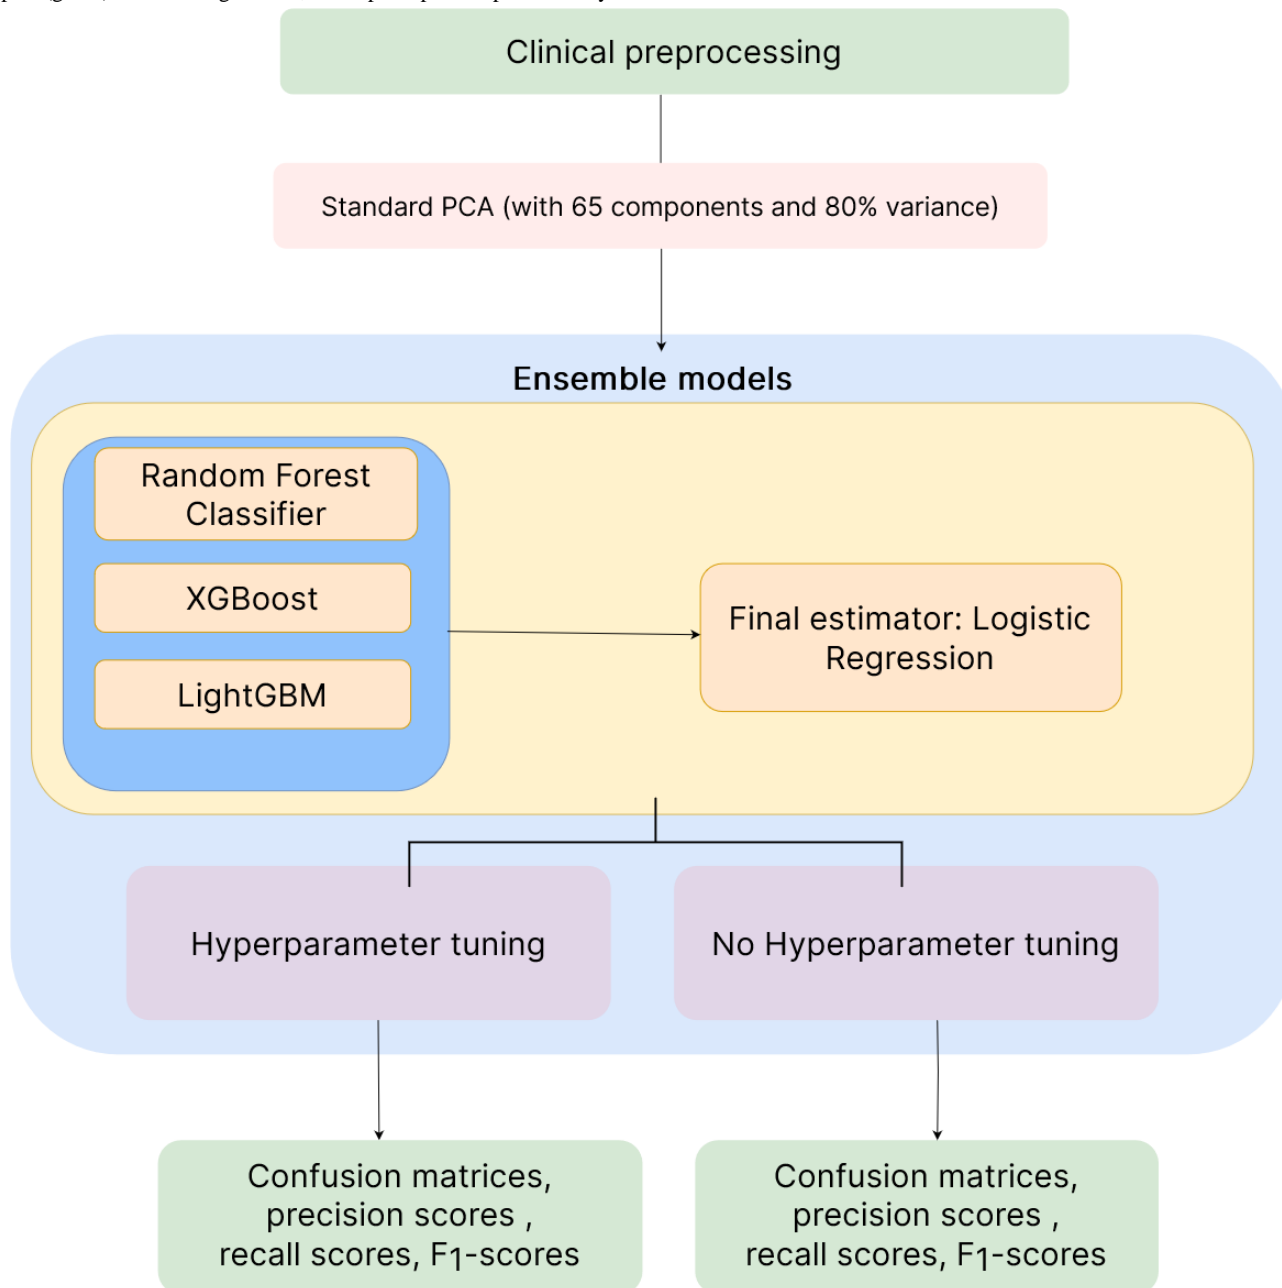 Clinical preprocessing
Standard PCA (with 65 components and 80% variance)
Ensemble models
Random Forest
Classifier
XGBoost
LightGBM
Final estimator: Logistic
Regression
Hyperparameter tuning
No Hyperparameter tuning
Confusion matrices,
precision scores ,
recall scores, F1-scores
Confusion matrices,
precision scores ,
recall scores, F1-scores